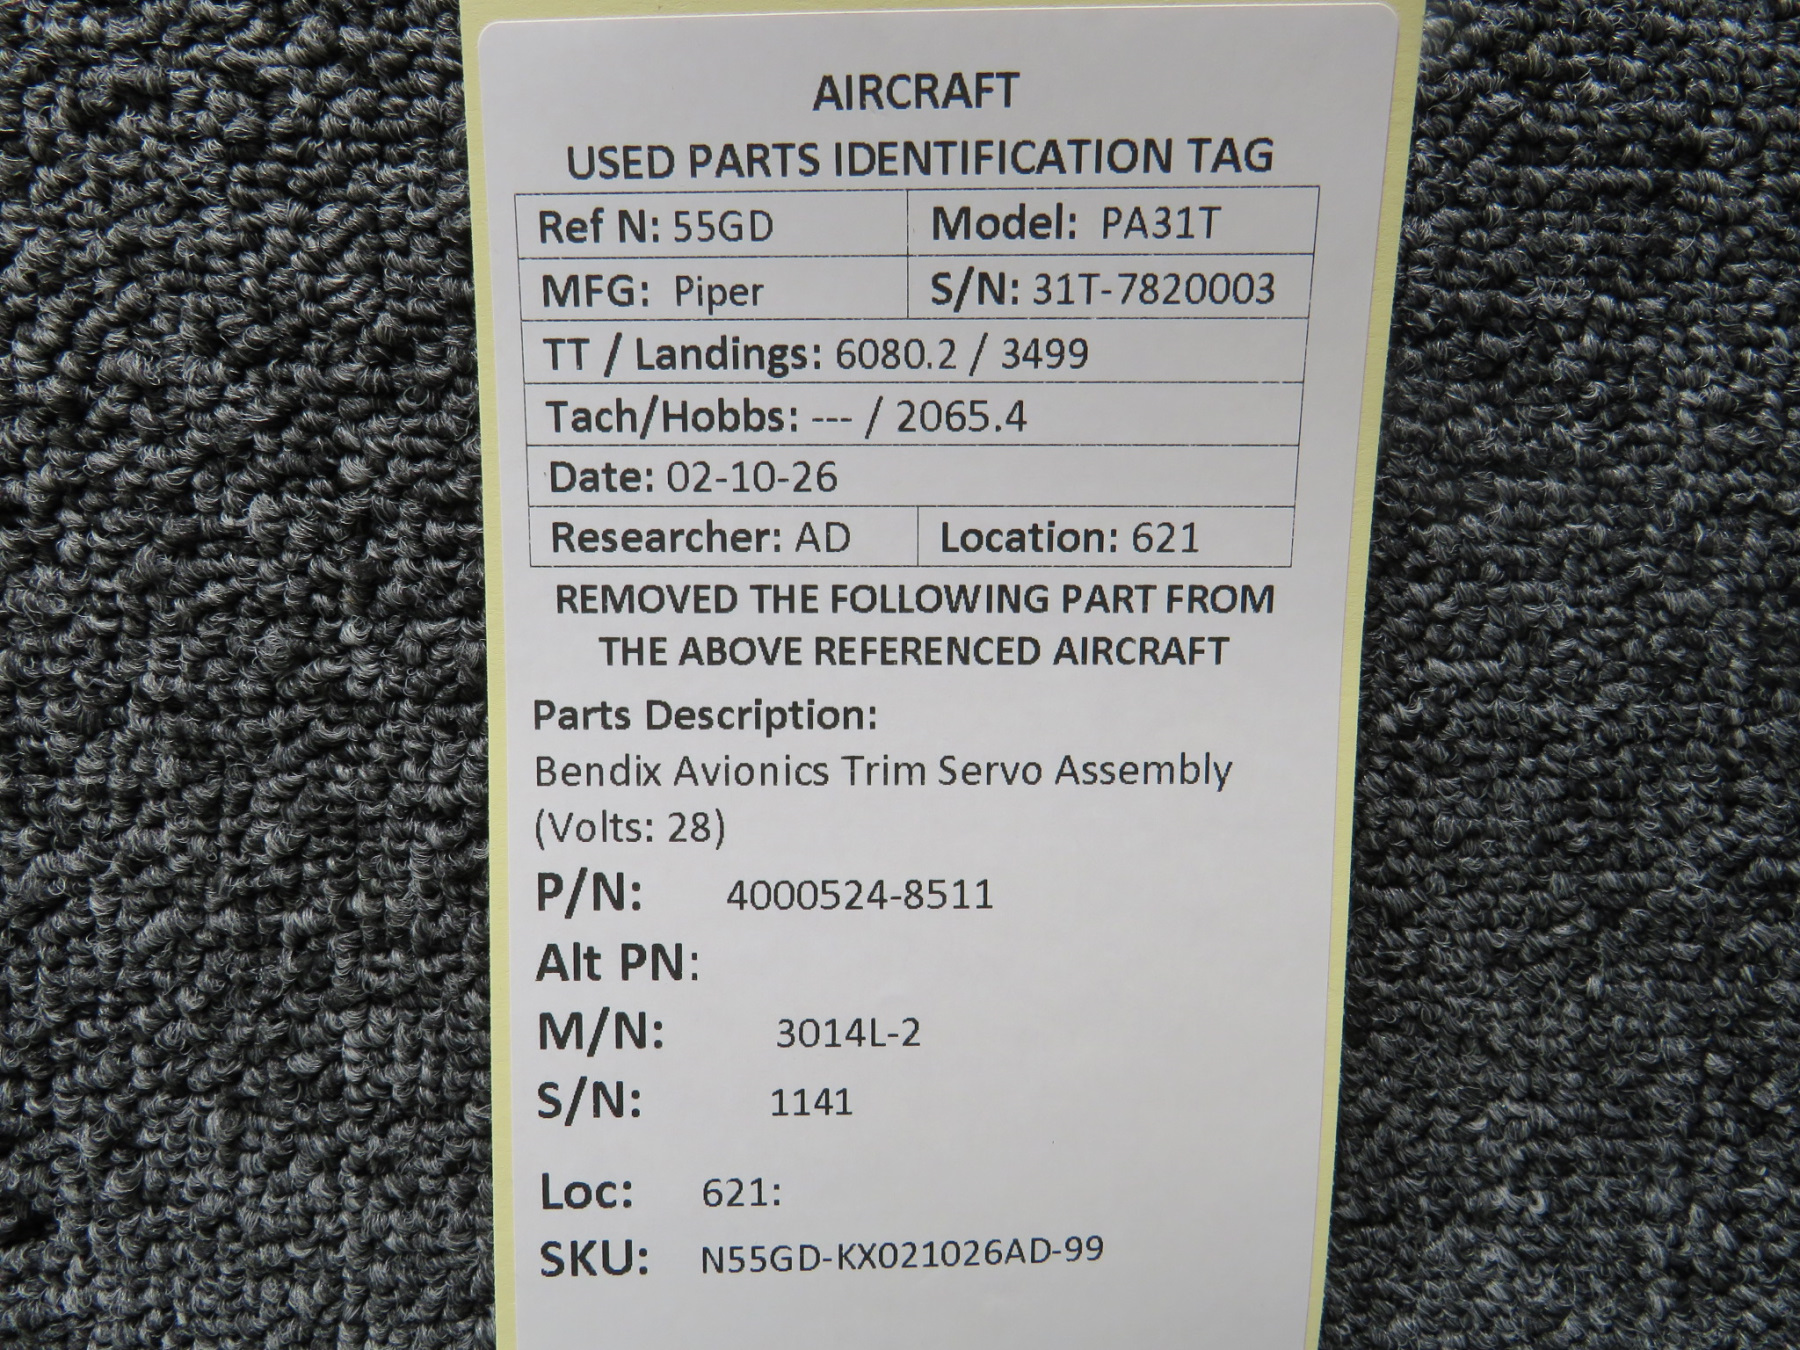 AIRCRAFT
USED PARTS IDENTIFICATION TAG
Ref N: 55GD Model: PA31T
MFG: Piper S/N: 31T-7820003
TT / Landings: 6080.2 / 3499
Tach/Hobbs: --- / 2065.4
Date: 02-10-26
Researcher: AD Location: 621
REMOVED THE FOLLOWING PART FROM
THE ABOVE REFERENCED AIRCRAFT
Parts Description:
Bendix Avionics Trim Servo Assembly
(Volts: 28)
P/N: 4000524-8511
Alt PN:
M/N: 3014L-2
S/N: 1141
Loc: 621:
SKU: N55GD-KX021026AD-99